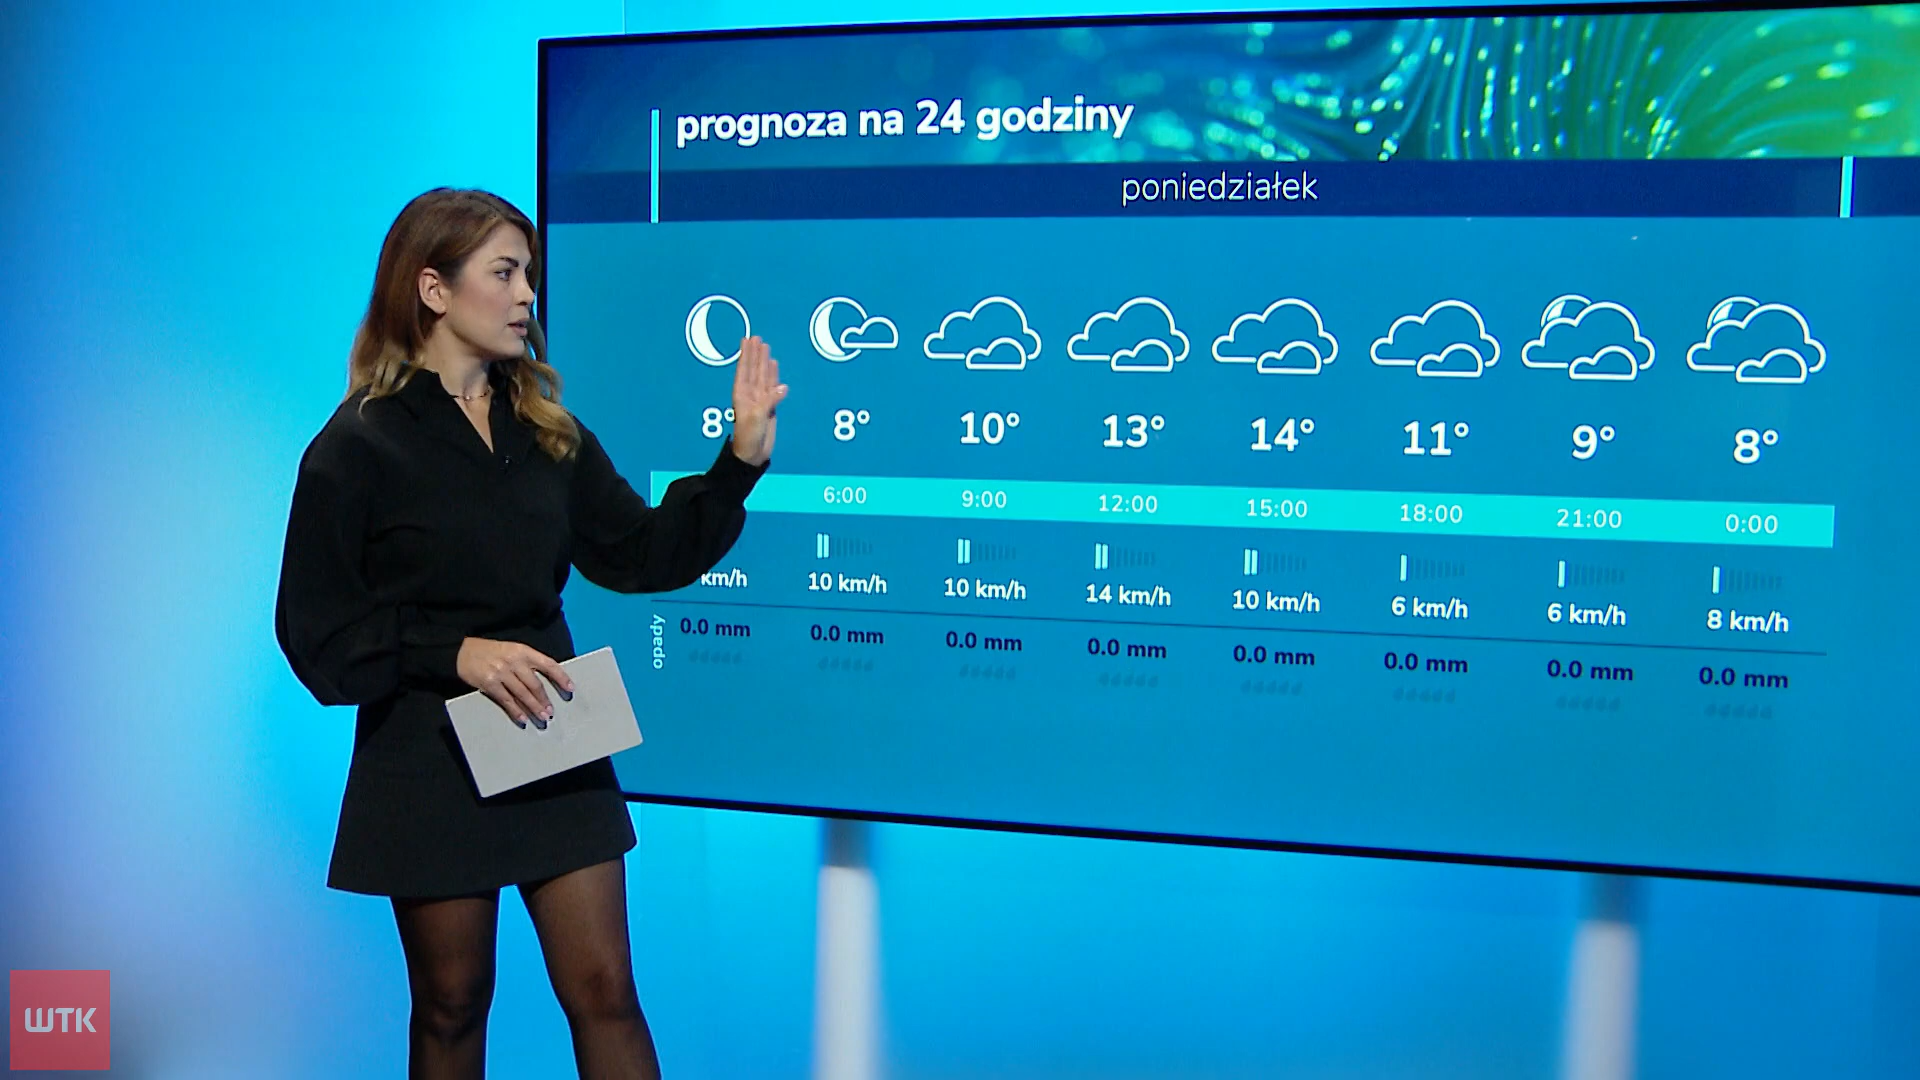 prognoza na 24 godziny
poniedziałek
8° 8° 10° 13° 14° 11° 9° 8°
6:00 9:00 12:00 15:00 18:00 21:00 0:00
km/h 10 km/h 10 km/h 14 km/h 10 km/h 6 km/h 6 km/h 8 km/h
opady
0.0 mm 0.0 mm 0.0 mm 0.0 mm 0.0 mm 0.0 mm 0.0 mm 0.0 mm
WTK